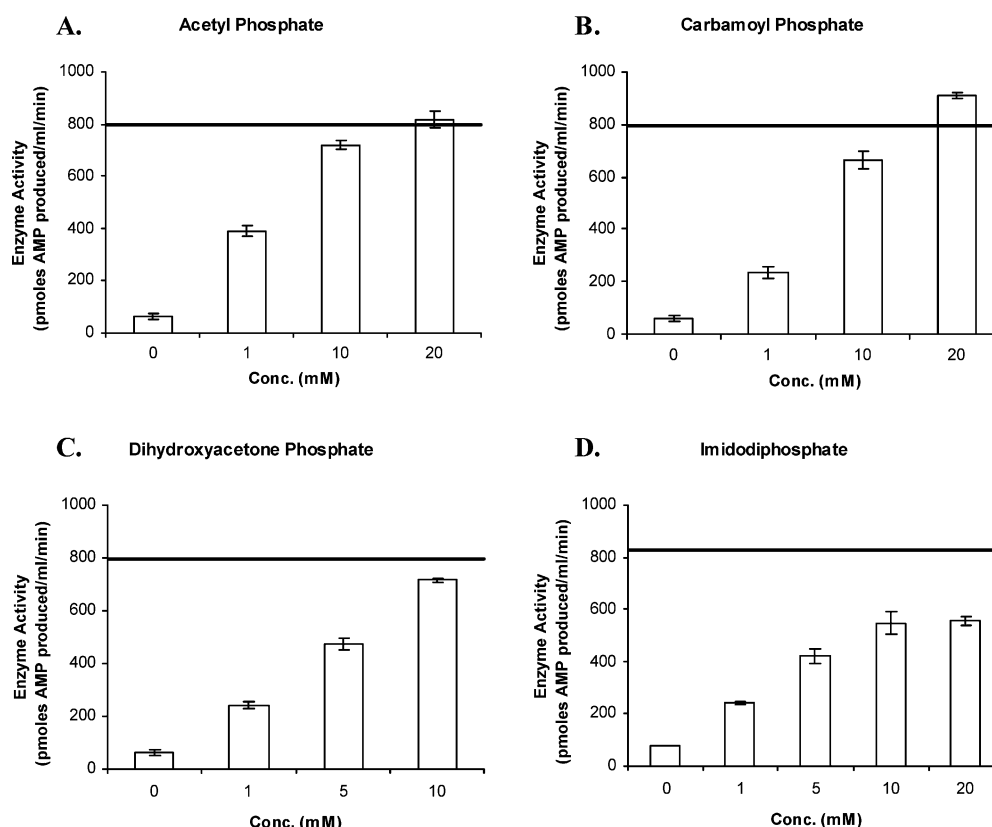 A.
Acetyl Phosphate
Enzyme Activity
(pmoles AMP produced/ml/min)
1000
800
600
400
200
0
0 1 10 20
Conc. (mM)
B.
Carbamoyl Phosphate
Enzyme Activity
(pmoles AMP produced/ml/min)
1000
800
600
400
200
0
0 1 10 20
Conc. (mM)
C.
Dihydroxyacetone Phosphate
Enzyme Activity
(pmoles AMP produced/ml/min)
1000
800
600
400
200
0
0 1 5 10
Conc. (mM)
D.
Imidodiphosphate
Enzyme Activity
(pmoles AMP produced/ml/min)
1000
800
600
400
200
0
0 1 5 10 20
Conc. (mM)